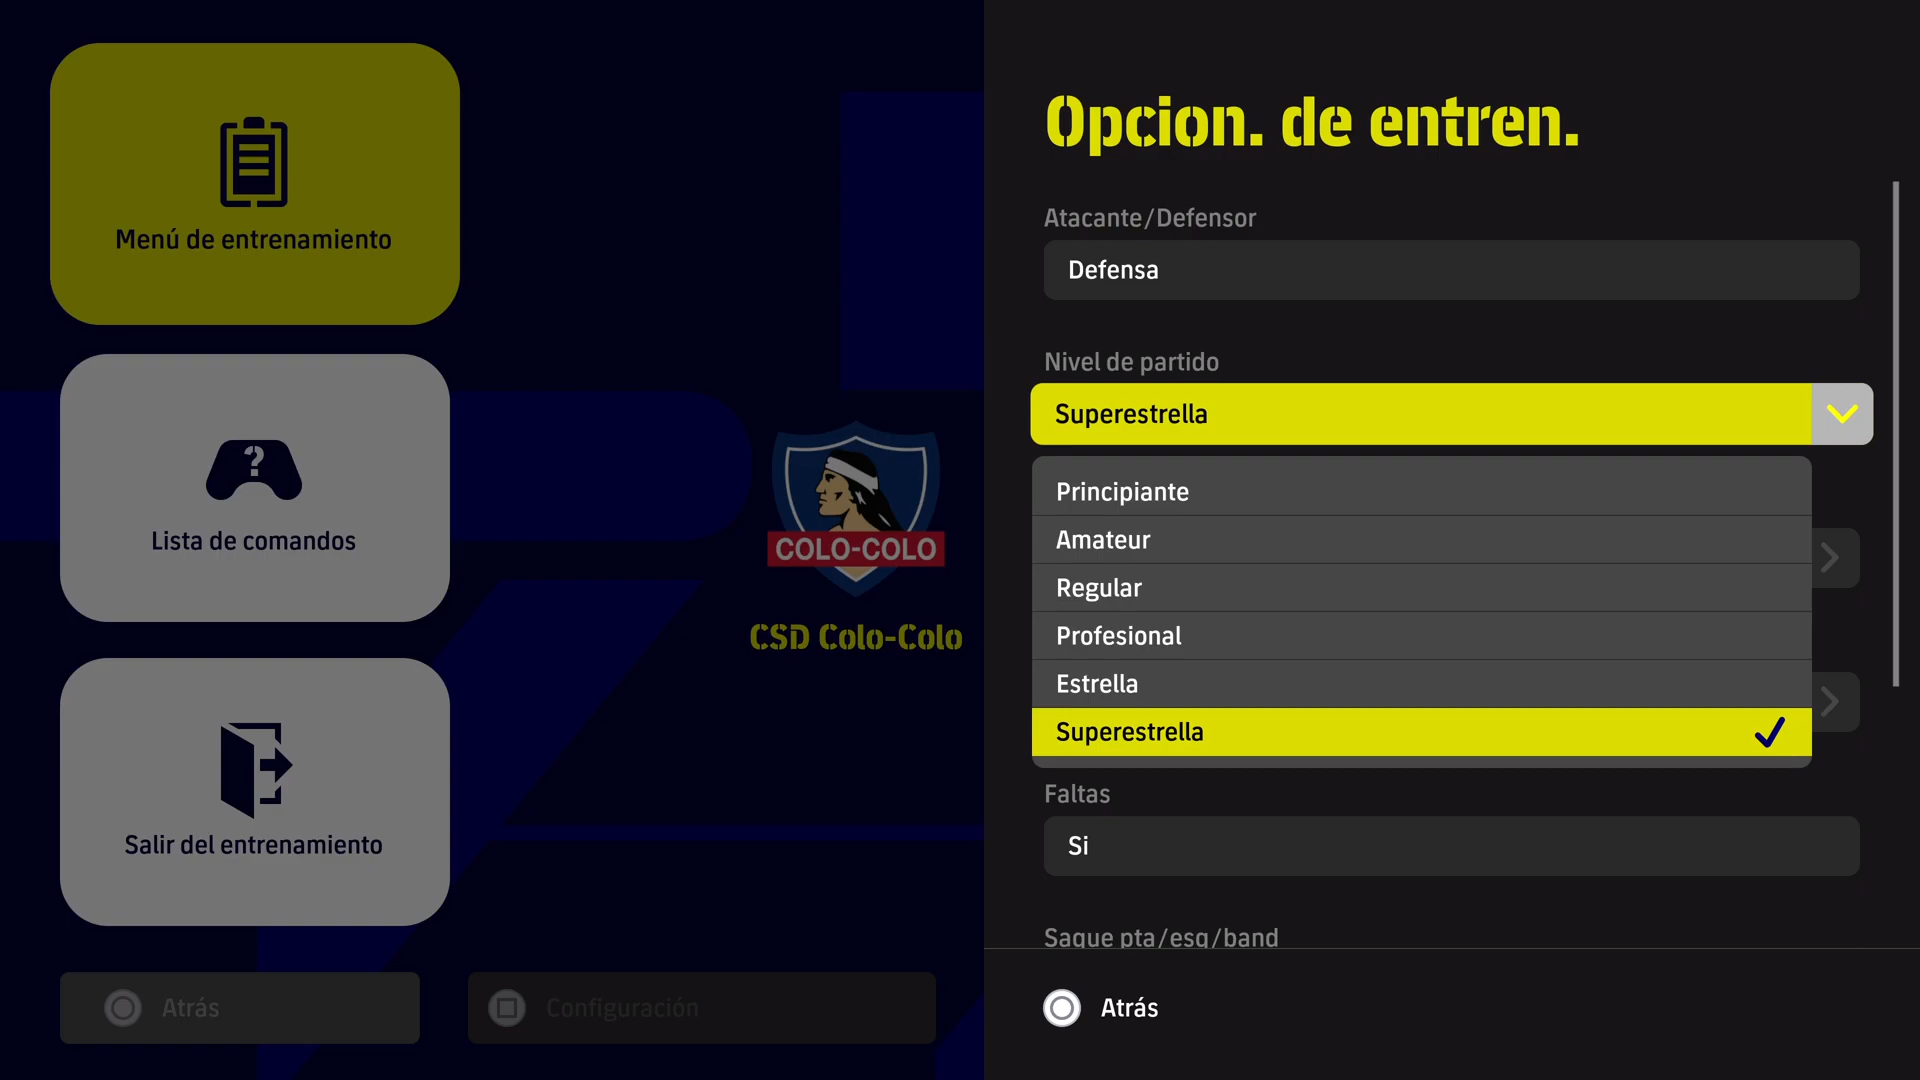 Menú de entrenamiento
?
Lista de comandos
Salir del entrenamiento
Atrás
Configuración
COLO-COLO
CSD Colo-Colo
Opcion. de entren.
Atacante/Defensor
Defensa
Nivel de partido
Superestrella
Principiante
Amateur
Regular
Profesional
Estrella
Superestrella
Faltas
Si
Saque pta/esq/band
Atrás